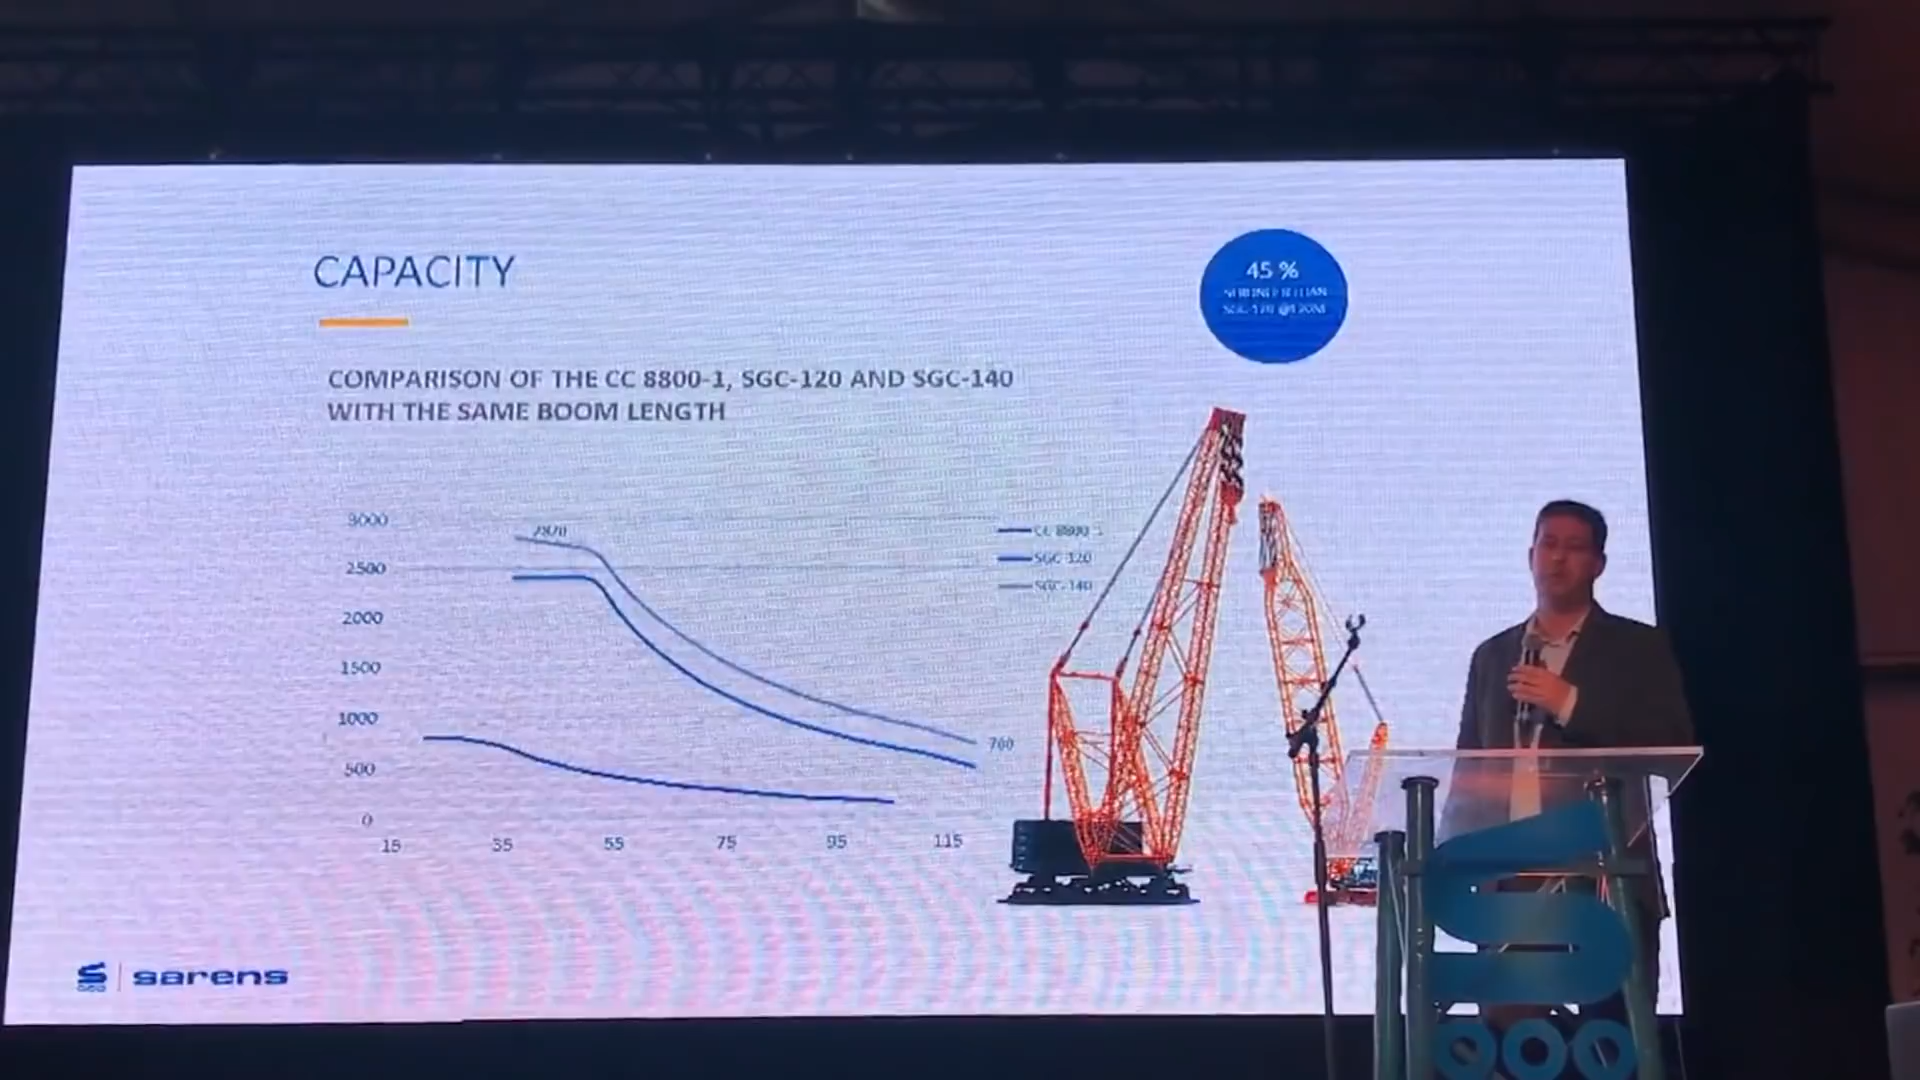 CAPACITY
45 %
COMPARISON OF THE CC 8800-1, SGC-120 AND SGC-140
WITH THE SAME BOOM LENGTH
3000
2500
2000
1500
1000
500
0
15
35
55
75
95
115
CC 8800-1
SGC-120
SGC-140
sarens